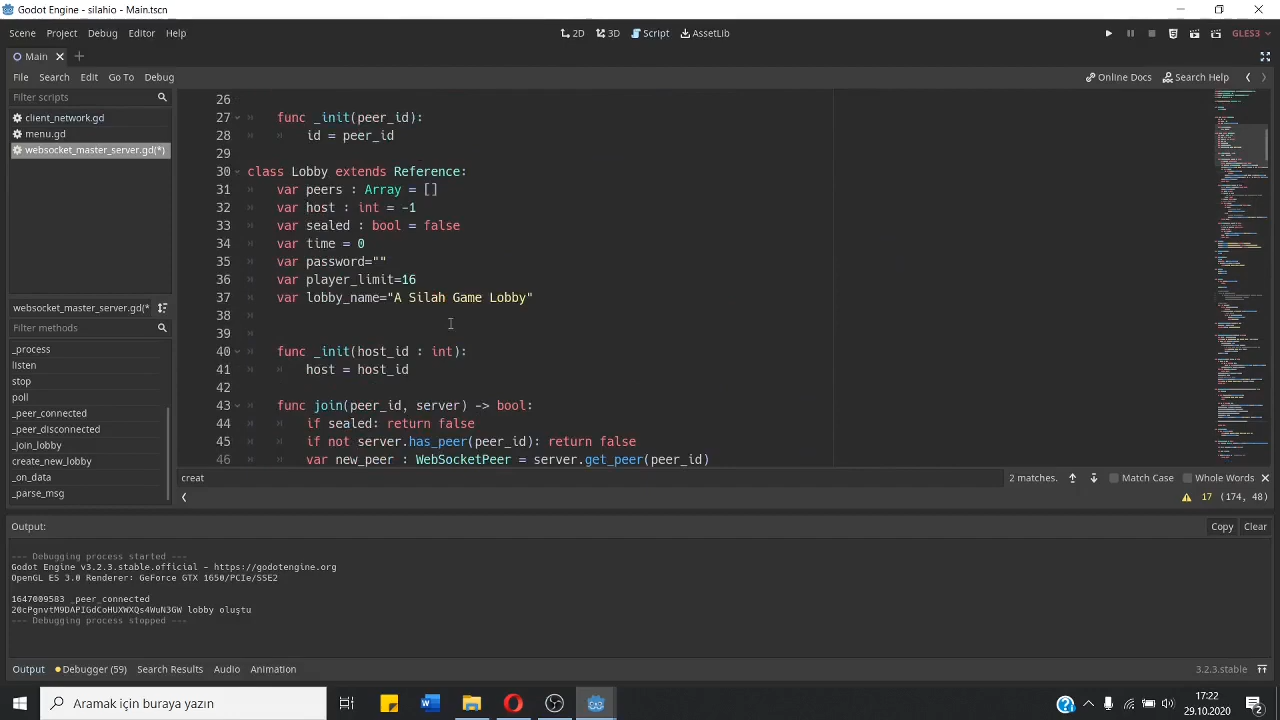 Godot Engine - silahio - Main.tscn
Scene Project Debug Editor Help
2D 3D Script AssetLib
GLES3
Main
File Search Edit Go To Debug
Online Docs Search Help
Filter scripts
client_network.gd
menu.gd
websocket_master_server.gd(*)
websocket_master_server.gd(*
Filter methods
_process
listen
stop
poll
_peer_connected
_peer_disconnected
_join_lobby
create_new_lobby
_on_data
_parse_msg
26
27 func _init(peer_id):
28 id = peer_id
29
30 class Lobby extends Reference:
31 var peers : Array = []
32 var host : int = -1
33 var sealed : bool = false
34 var time = 0
35 var password=""
36 var player_limit=16
37 var lobby_name="A Silah Game Lobby"
38
39
40 func _init(host_id : int):
41 host = host_id
42
43 func join(peer_id, server) -> bool:
44 if sealed: return false
45 if not server.has_peer(peer_id): return false
46 var new_peer : WebSocketPeer = server.get_peer(peer_id)
creat
2 matches. Match Case Whole Words
17 (174, 48)
Output: Copy Clear
--- Debugging process started ---
Godot Engine v3.2.3.stable.official - https://godotengine.org
OpenGL ES 3.0 Renderer: GeForce GTX 1650/PCIe/SSE2
1647009583 _peer_connected
20cPgnvtM9DAPIGdCoHUXWXQs4WuN3GW lobby oluştu
--- Debugging process stopped ---
Output Debugger (59) Search Results Audio Animation
3.2.3.stable
Aramak için buraya yazın
17:22
29.10.2020
2